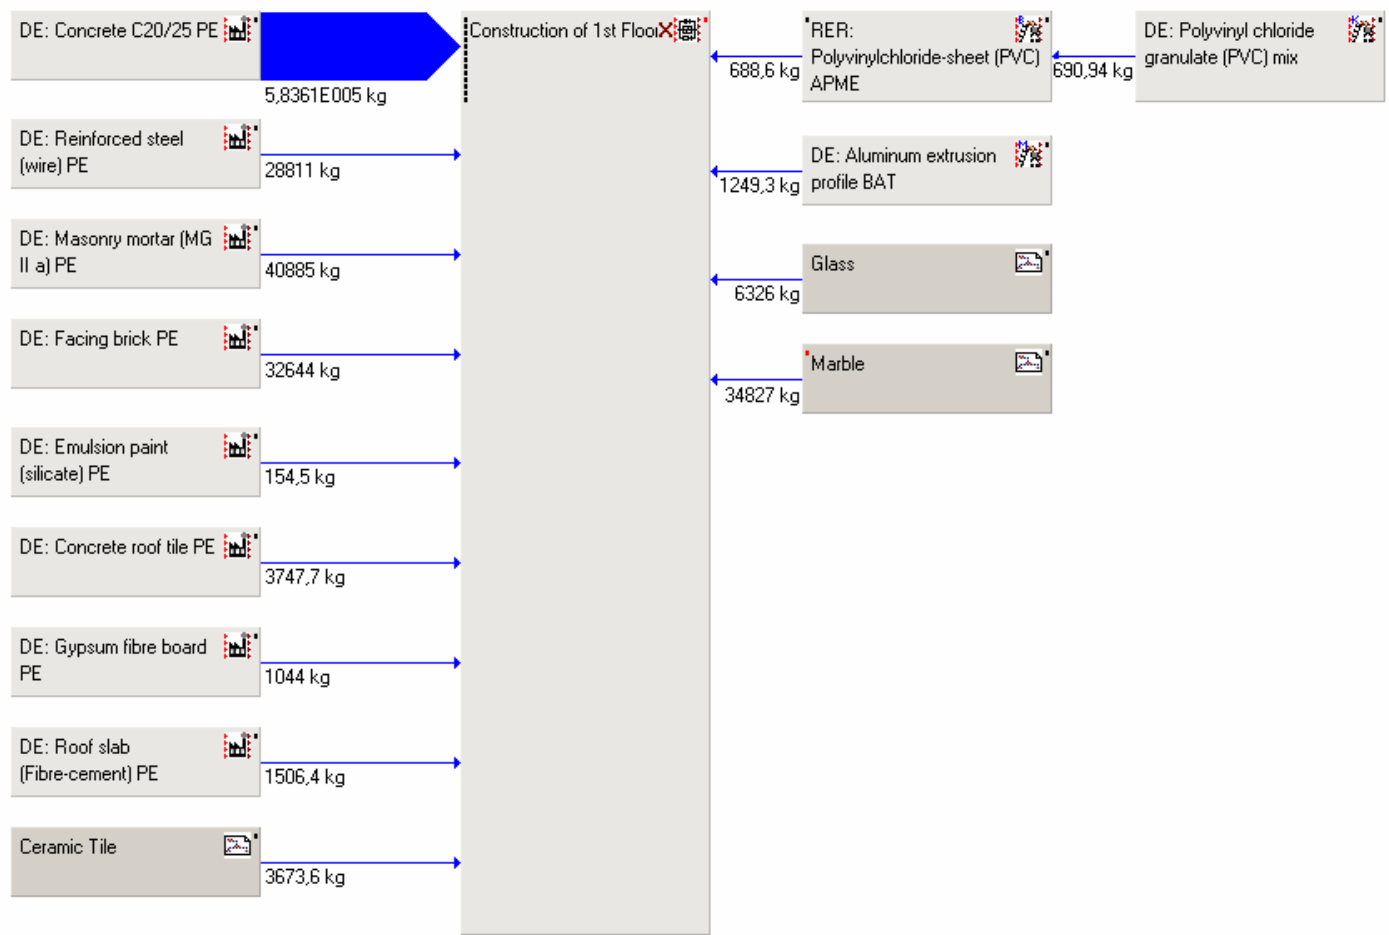 DE: Concrete C20/25 PE
5,8361E005 kg
DE: Reinforced steel
(wire) PE
28811 kg
DE: Masonry mortar (MG
II a) PE
40885 kg
DE: Facing brick PE
32644 kg
DE: Emulsion paint
(silicate) PE
154,5 kg
DE: Concrete roof tile PE
3747,7 kg
DE: Gypsum fibre board
PE
1044 kg
DE: Roof slab
(Fibre-cement) PE
1506,4 kg
Ceramic Tile
3673,6 kg
Construction of 1st Floor
RER:
Polyvinylchloride-sheet (PVC)
APME
688,6 kg
DE: Polyvinyl chloride
granulate (PVC) mix
690,94 kg
DE: Aluminum extrusion
profile BAT
1249,3 kg
Glass
6326 kg
Marble
34827 kg